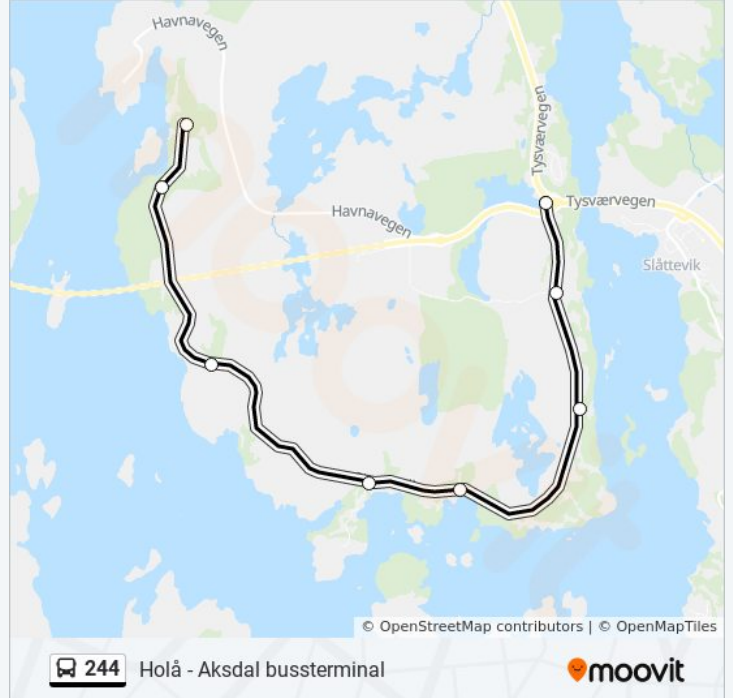 Havnavegen
Tysværvegen
Tysværvegen
Havnavegen
Slåttevik
© OpenStreetMap contributors | © OpenMapTiles
244 Holå - Aksdal bussterminal
moovit